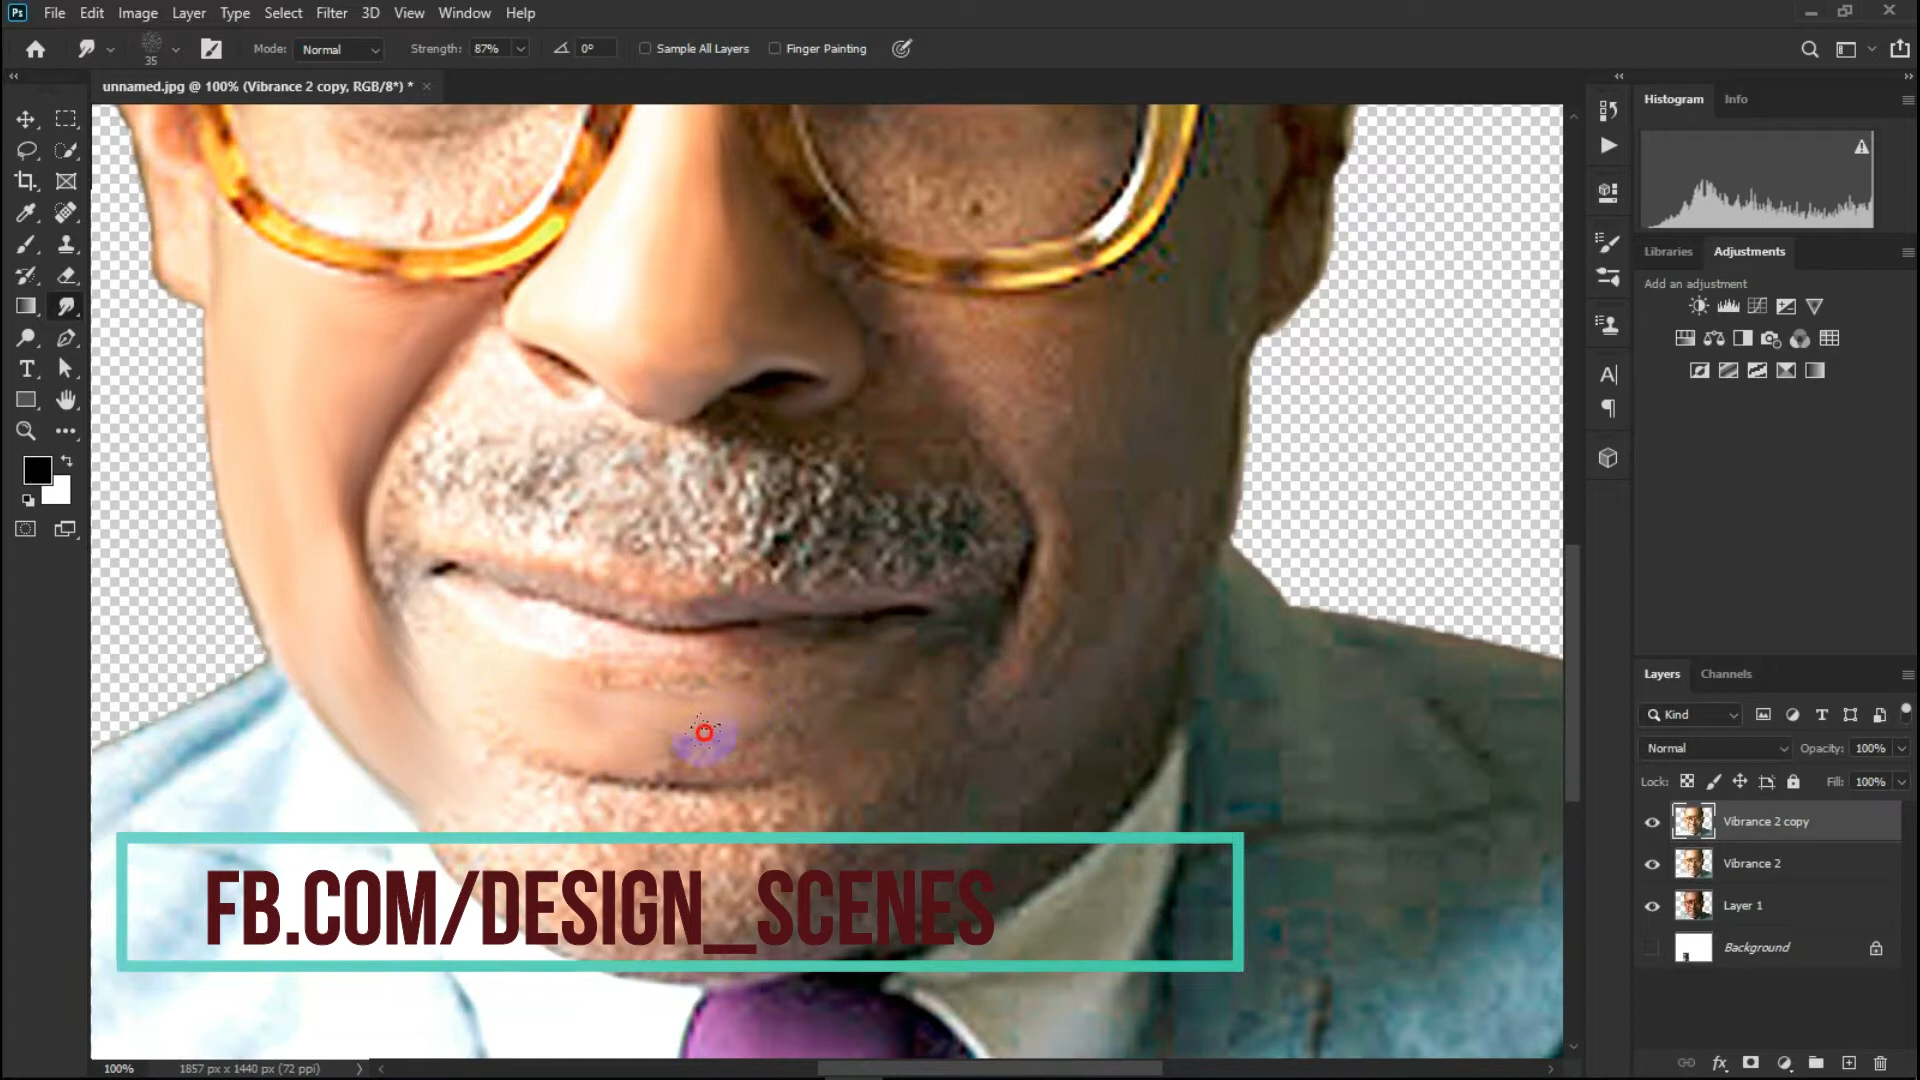 Ps File Edit Image Layer Type Select Filter 3D View Window Help
35 Mode: Normal Strength: 87% 0° Sample All Layers Finger Painting
unnamed.jpg @ 100% (Vibrance 2 copy, RGB/8*) * ×
Histogram Info
Libraries Adjustments
Add an adjustment
Layers Channels
Kind
Normal Opacity: 100%
Lock: Fill: 100%
Vibrance 2 copy
Vibrance 2
Layer 1
Background
FB.COM/DESIGN_SCENES
100% 1857 px x 1440 px (72 ppi)